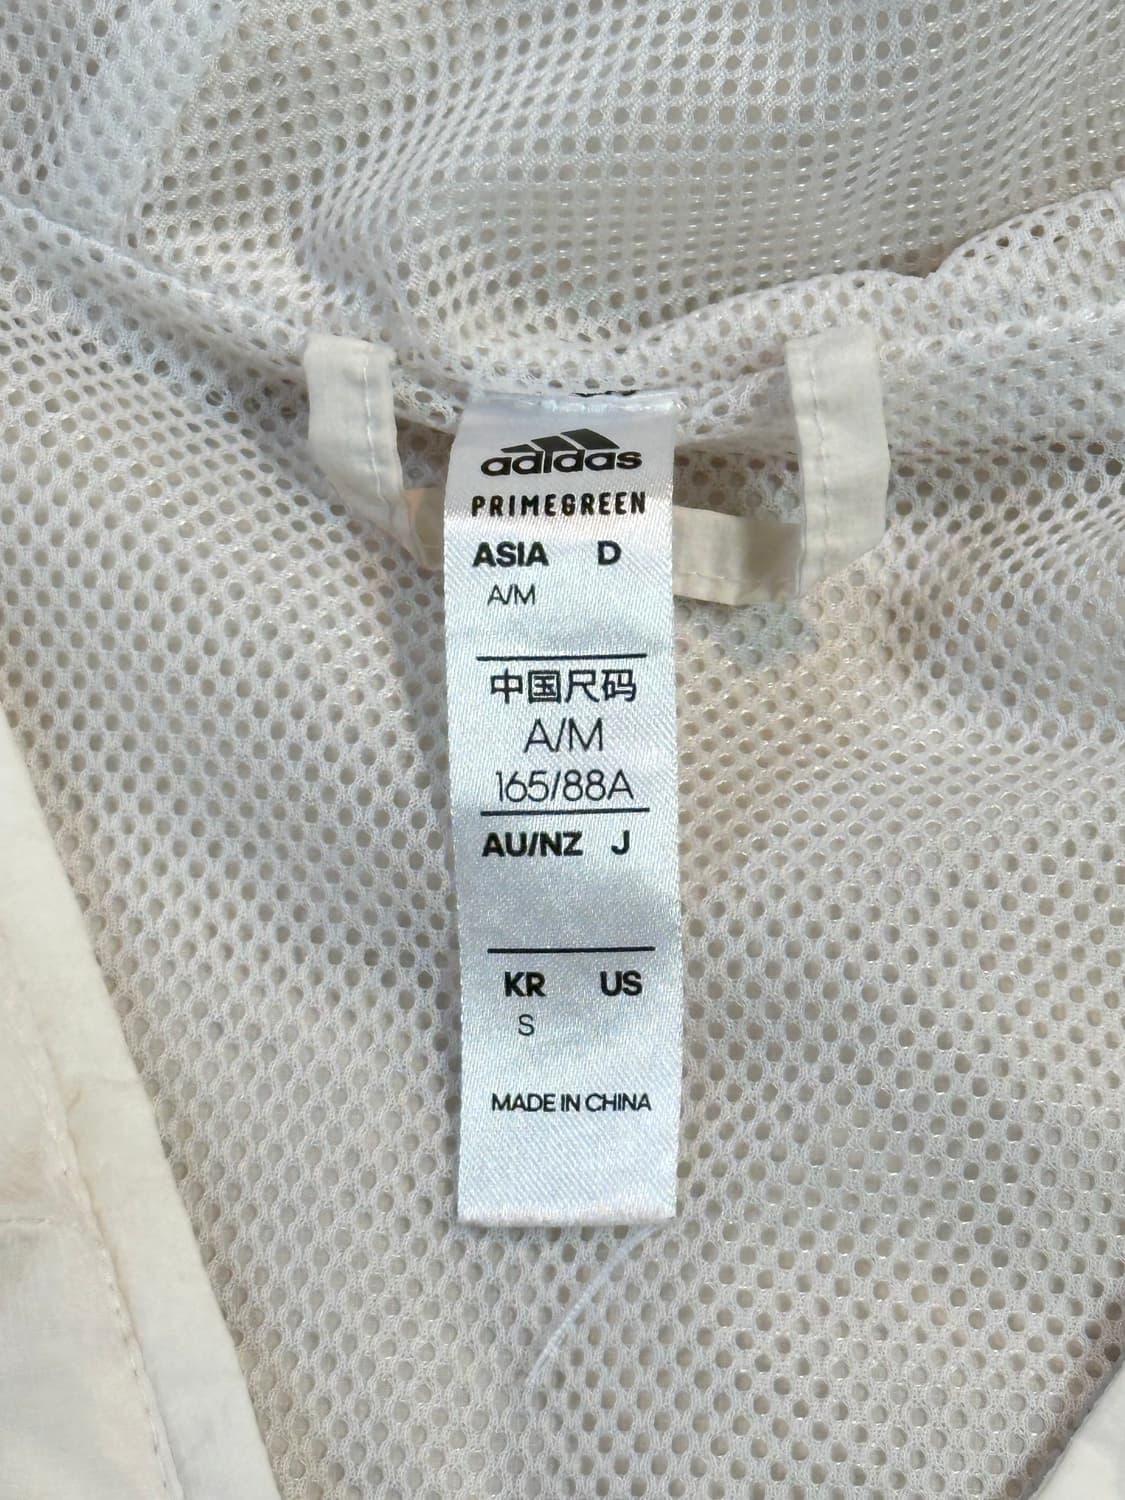 adidas
PRIMEGREEN
ASIA D
A/M
中国尺码
A/M
165/88A
AU/NZ J
KR US
S
MADE IN CHINA